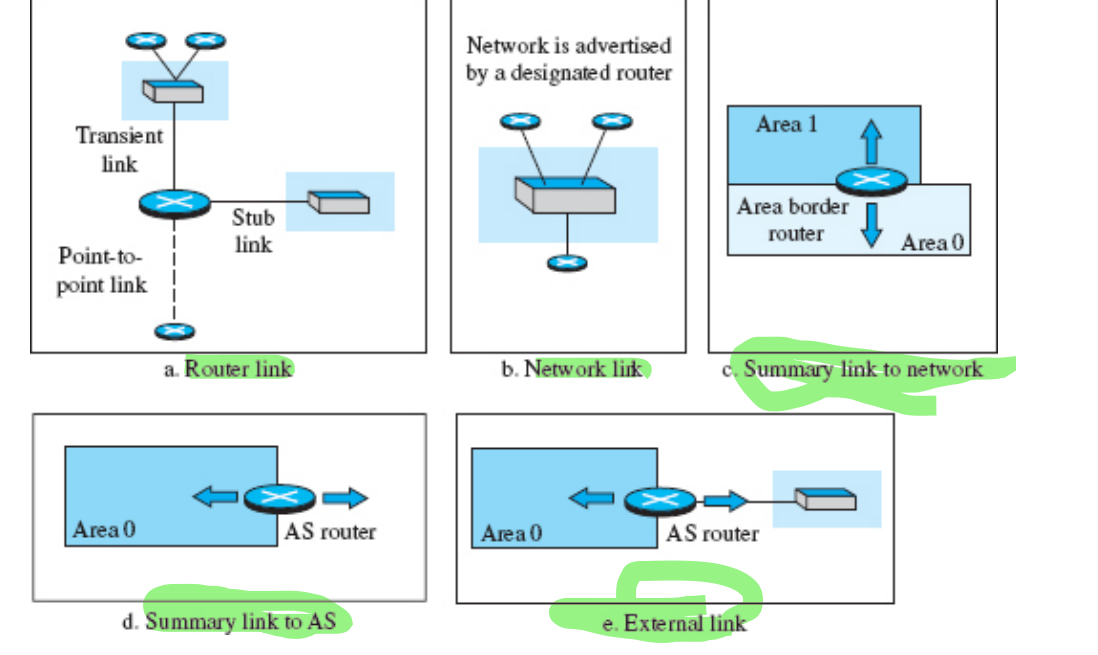 Transient
link
Stub
link
Point-to-
point link
a. Router link
Network is advertised
by a designated router
b. Network link
Area 1
Area border
router
Area 0
c. Summary link to network
Area 0
AS router
d. Summary link to AS
Area 0
AS router
e. External link